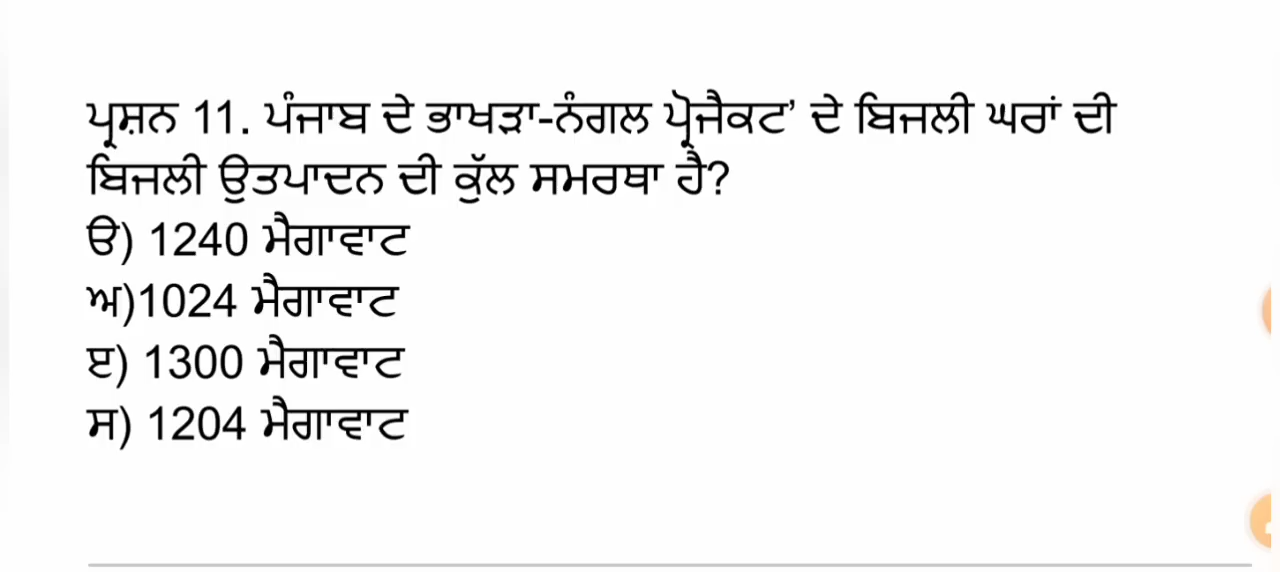 ਪ੍ਰਸ਼ਨ 11. ਪੰਜਾਬ ਦੇ ਭਾਖੜਾ-ਨੰਗਲ ਪ੍ਰੋਜੈਕਟ’ ਦੇ ਬਿਜਲੀ ਘਰਾਂ ਦੀ
ਬਿਜਲੀ ਉਤਪਾਦਨ ਦੀ ਕੁੱਲ ਸਮਰਥਾ ਹੈ?
ੳ) 1240 ਮੈਗਾਵਾਟ
ਅ)1024 ਮੈਗਾਵਾਟ
ੲ) 1300 ਮੈਗਾਵਾਟ
ਸ) 1204 ਮੈਗਾਵਾਟ